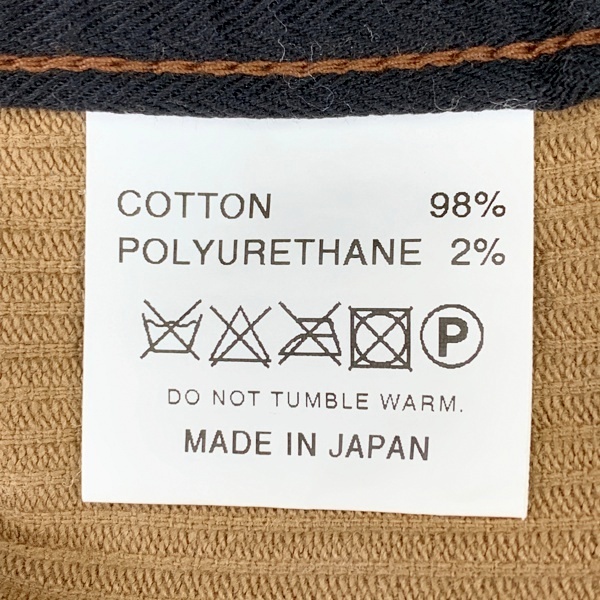 COTTON 98%
POLYURETHANE 2%
P
DO NOT TUMBLE WARM.
MADE IN JAPAN